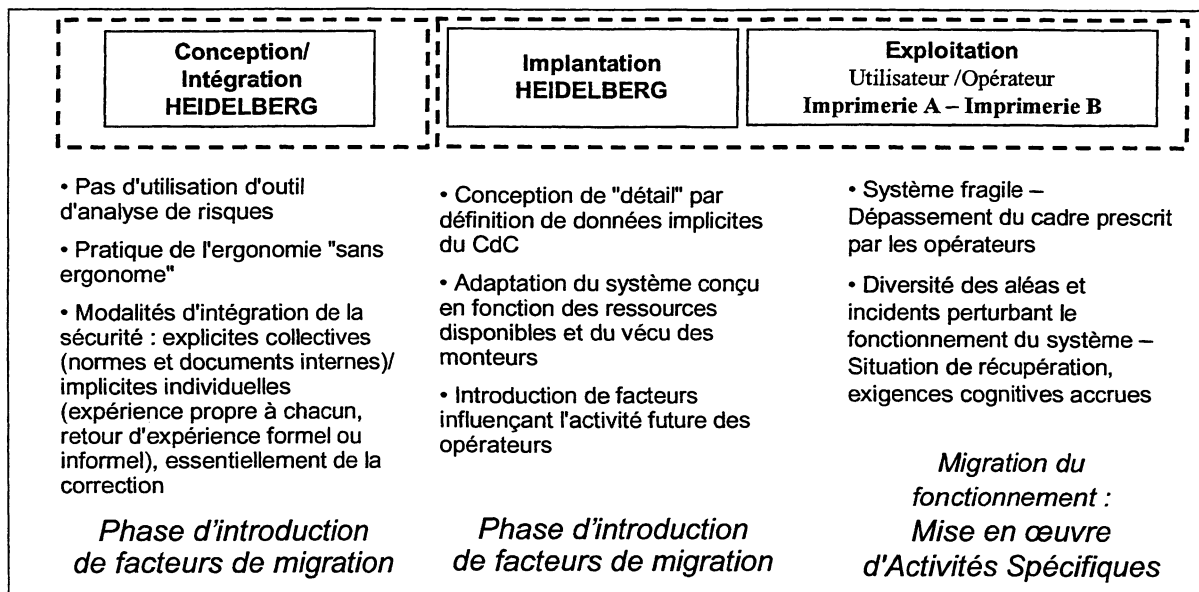 Conception/
Intégration
HEIDELBERG
Implantation
HEIDELBERG
Exploitation
Utilisateur /Opérateur
Imprimerie A – Imprimerie B
• Pas d'utilisation d'outil
d'analyse de risques
• Pratique de l'ergonomie "sans
ergonome"
• Modalités d'intégration de la
sécurité : explicites collectives
(normes et documents internes)/
implicites individuelles
(expérience propre à chacun,
retour d'expérience formel ou
informel), essentiellement de la
correction
Phase d'introduction
de facteurs de migration
• Conception de "détail" par
définition de données implicites
du CdC
• Adaptation du système conçu
en fonction des ressources
disponibles et du vécu des
monteurs
• Introduction de facteurs
influençant l'activité future des
opérateurs
Phase d'introduction
de facteurs de migration
• Système fragile –
Dépassement du cadre prescrit
par les opérateurs
• Diversité des aléas et
incidents perturbant le
fonctionnement du système –
Situation de récupération,
exigences cognitives accrues
Migration du
fonctionnement :
Mise en œuvre
d'Activités Spécifiques